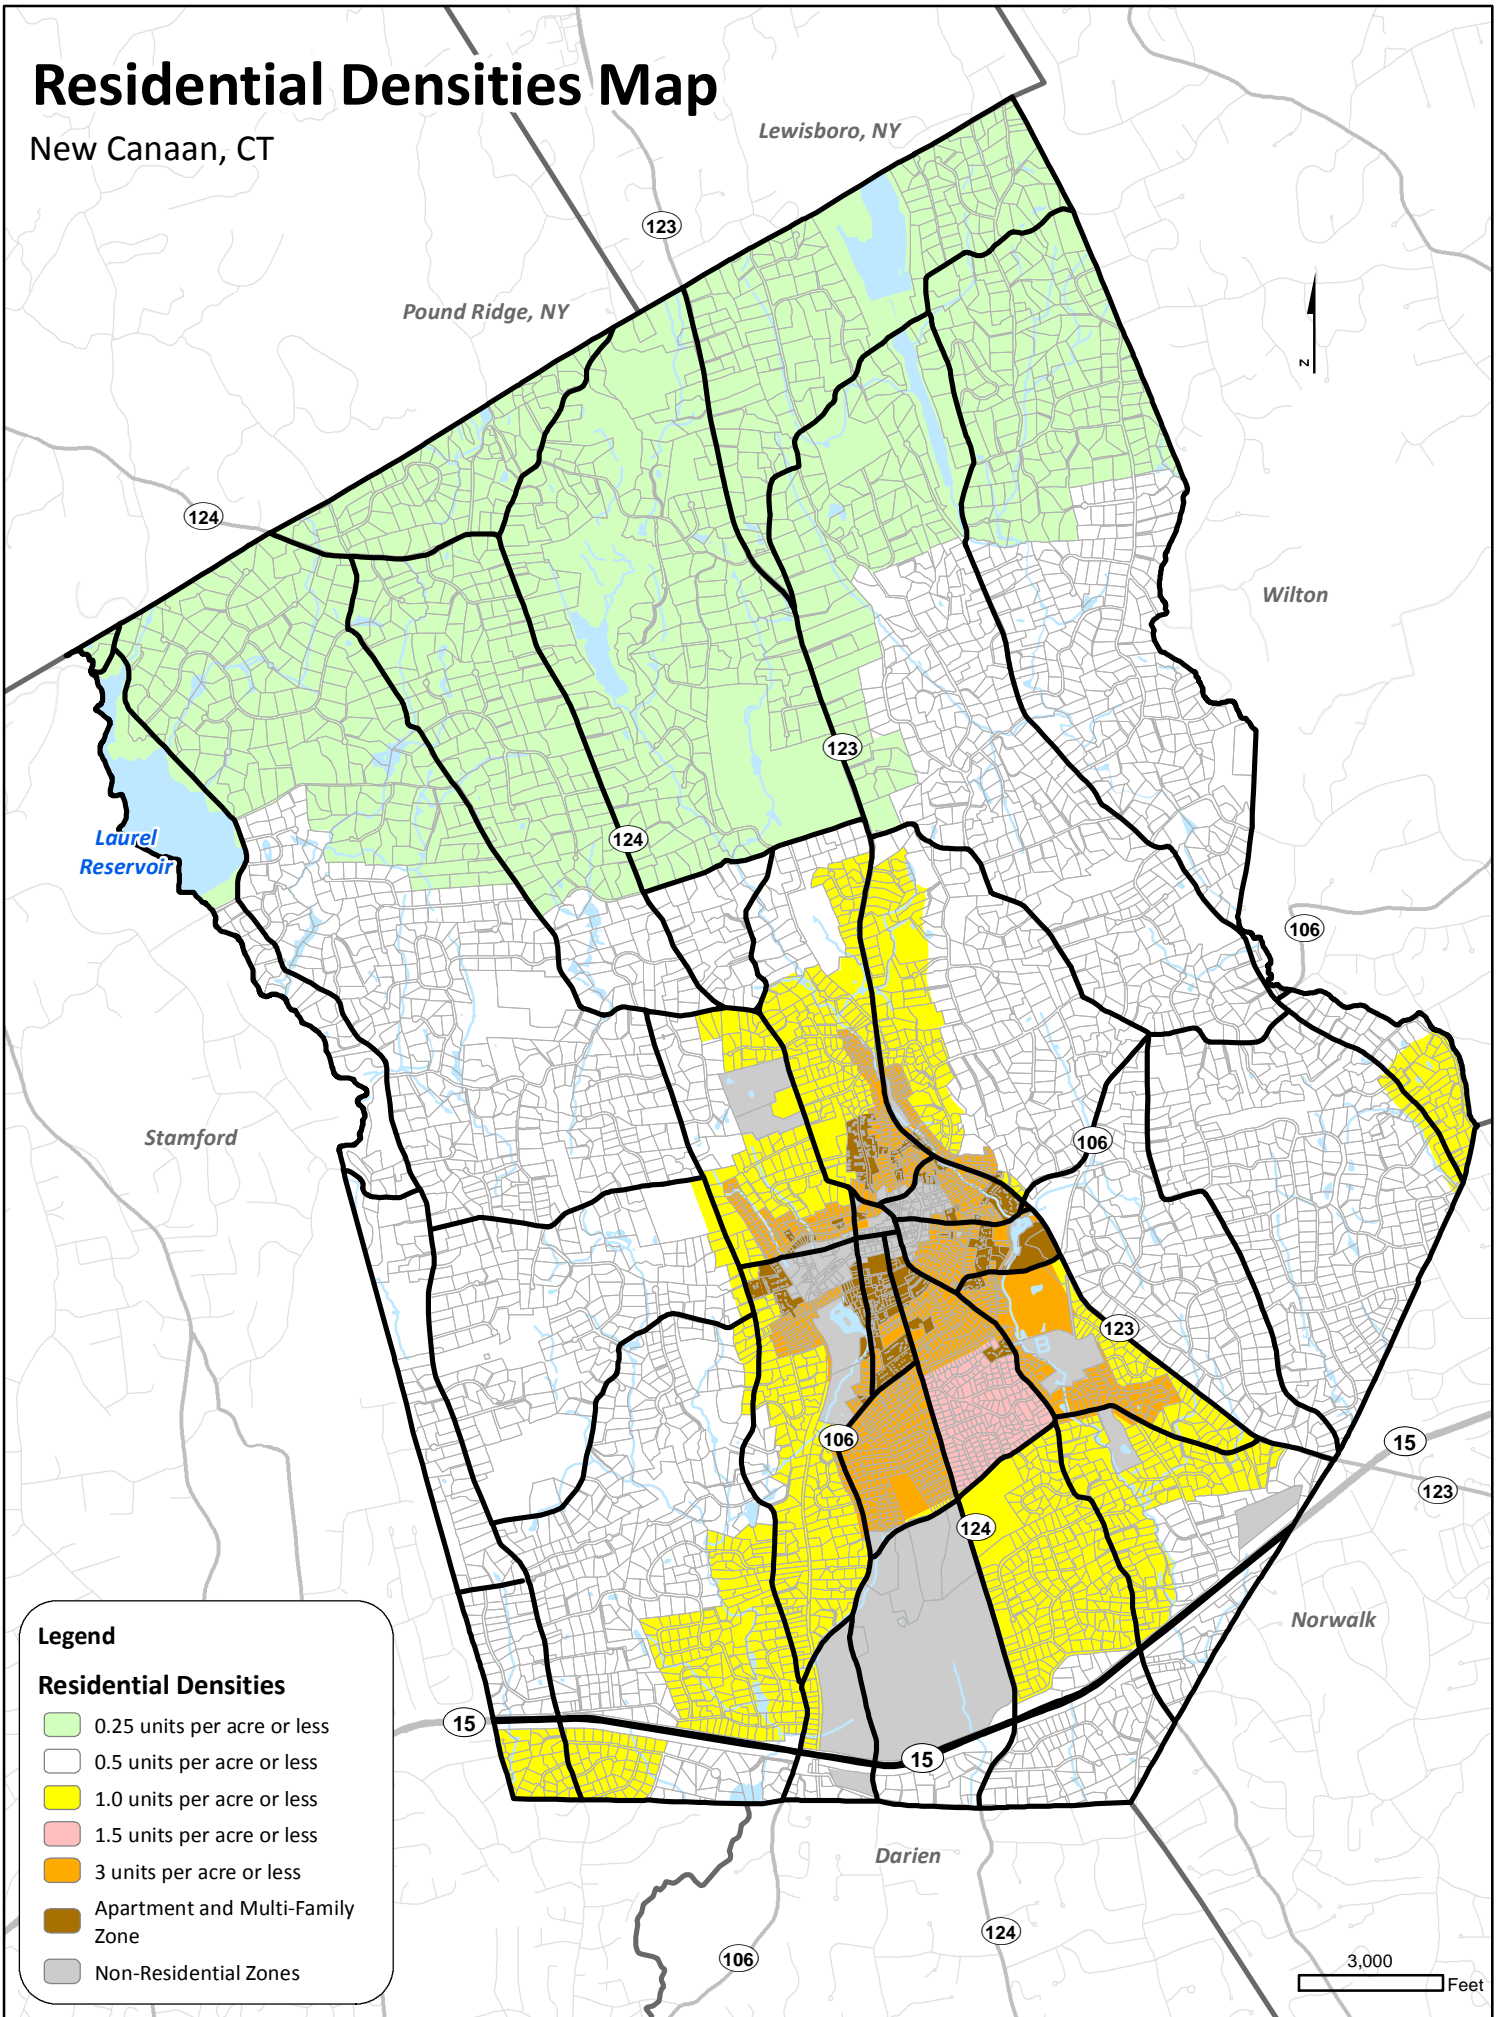 Residential Densities Map
New Canaan, CT
Lewisboro, NY
123
Pound Ridge, NY
N
124
Wilton
123
Laurel
Reservoir
124
106
Stamford
106
123
106
15
123
124
Norwalk
15
15
Darien
124
106
Legend
Residential Densities
0.25 units per acre or less
0.5 units per acre or less
1.0 units per acre or less
1.5 units per acre or less
3 units per acre or less
Apartment and Multi-Family
Zone
Non-Residential Zones
3,000
Feet